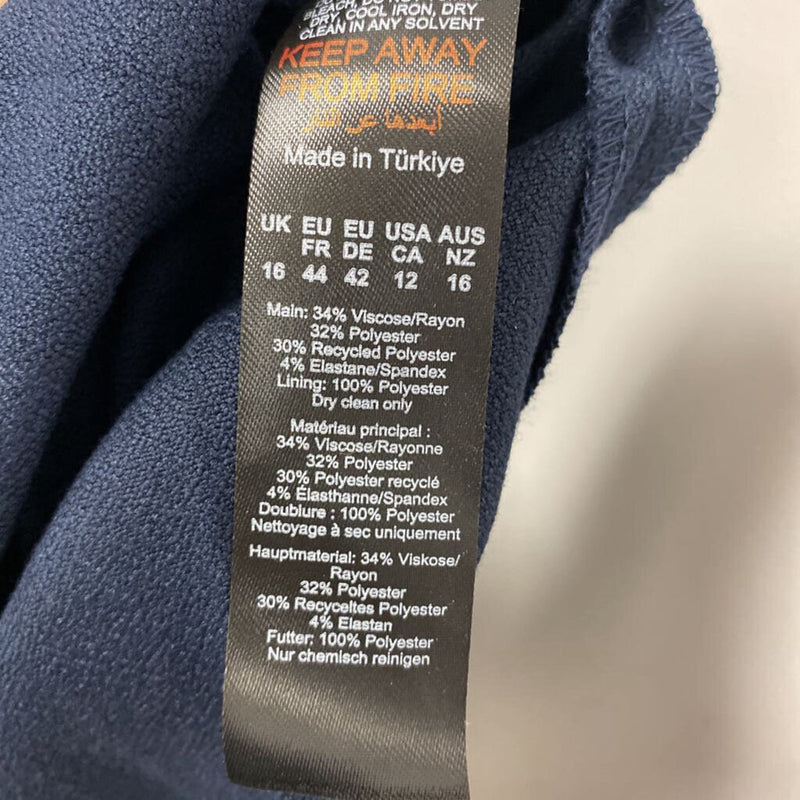 BLEACH, DO NOT
DRY, COOL IRON, DRY
CLEAN IN ANY SOLVENT
KEEP AWAY
FROM FIRE
أبعدها عن النار
Made in Türkiye
UK EU EU USA AUS
FR DE CA NZ
16 44 42 12 16
Main: 34% Viscose/Rayon
32% Polyester
30% Recycled Polyester
4% Elastane/Spandex
Lining: 100% Polyester
Dry clean only
Matériau principal :
34% Viscose/Rayonne
32% Polyester
30% Polyester recyclé
4% Élasthanne/Spandex
Doublure : 100% Polyester
Nettoyage à sec uniquement
Hauptmaterial: 34% Viskose/
Rayon
32% Polyester
30% Recyceltes Polyester
4% Elastan
Futter: 100% Polyester
Nur chemisch reinigen